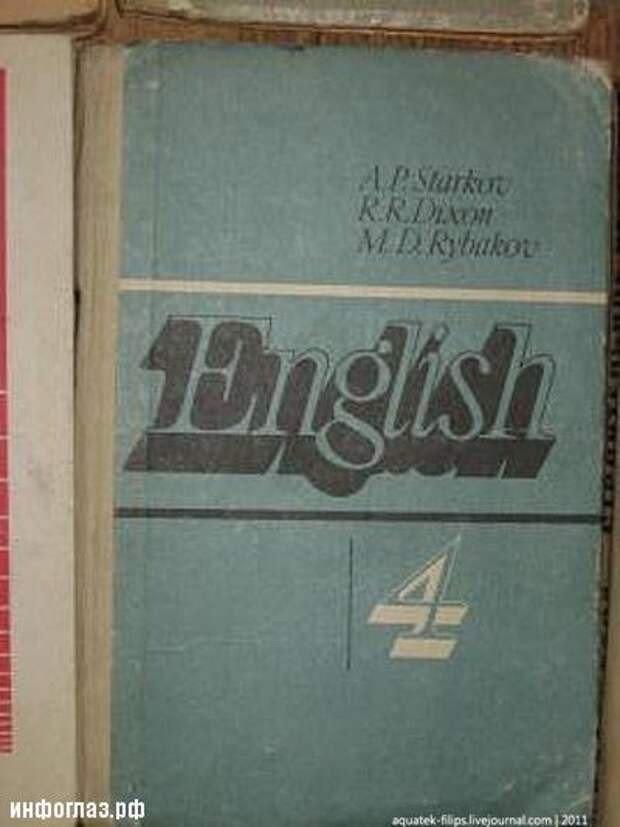 A.P. Starkov
R.R. Dixon
M.D. Rybakov
English
4
инфоглаз.рф
aquatek-filips.livejournal.com | 2011